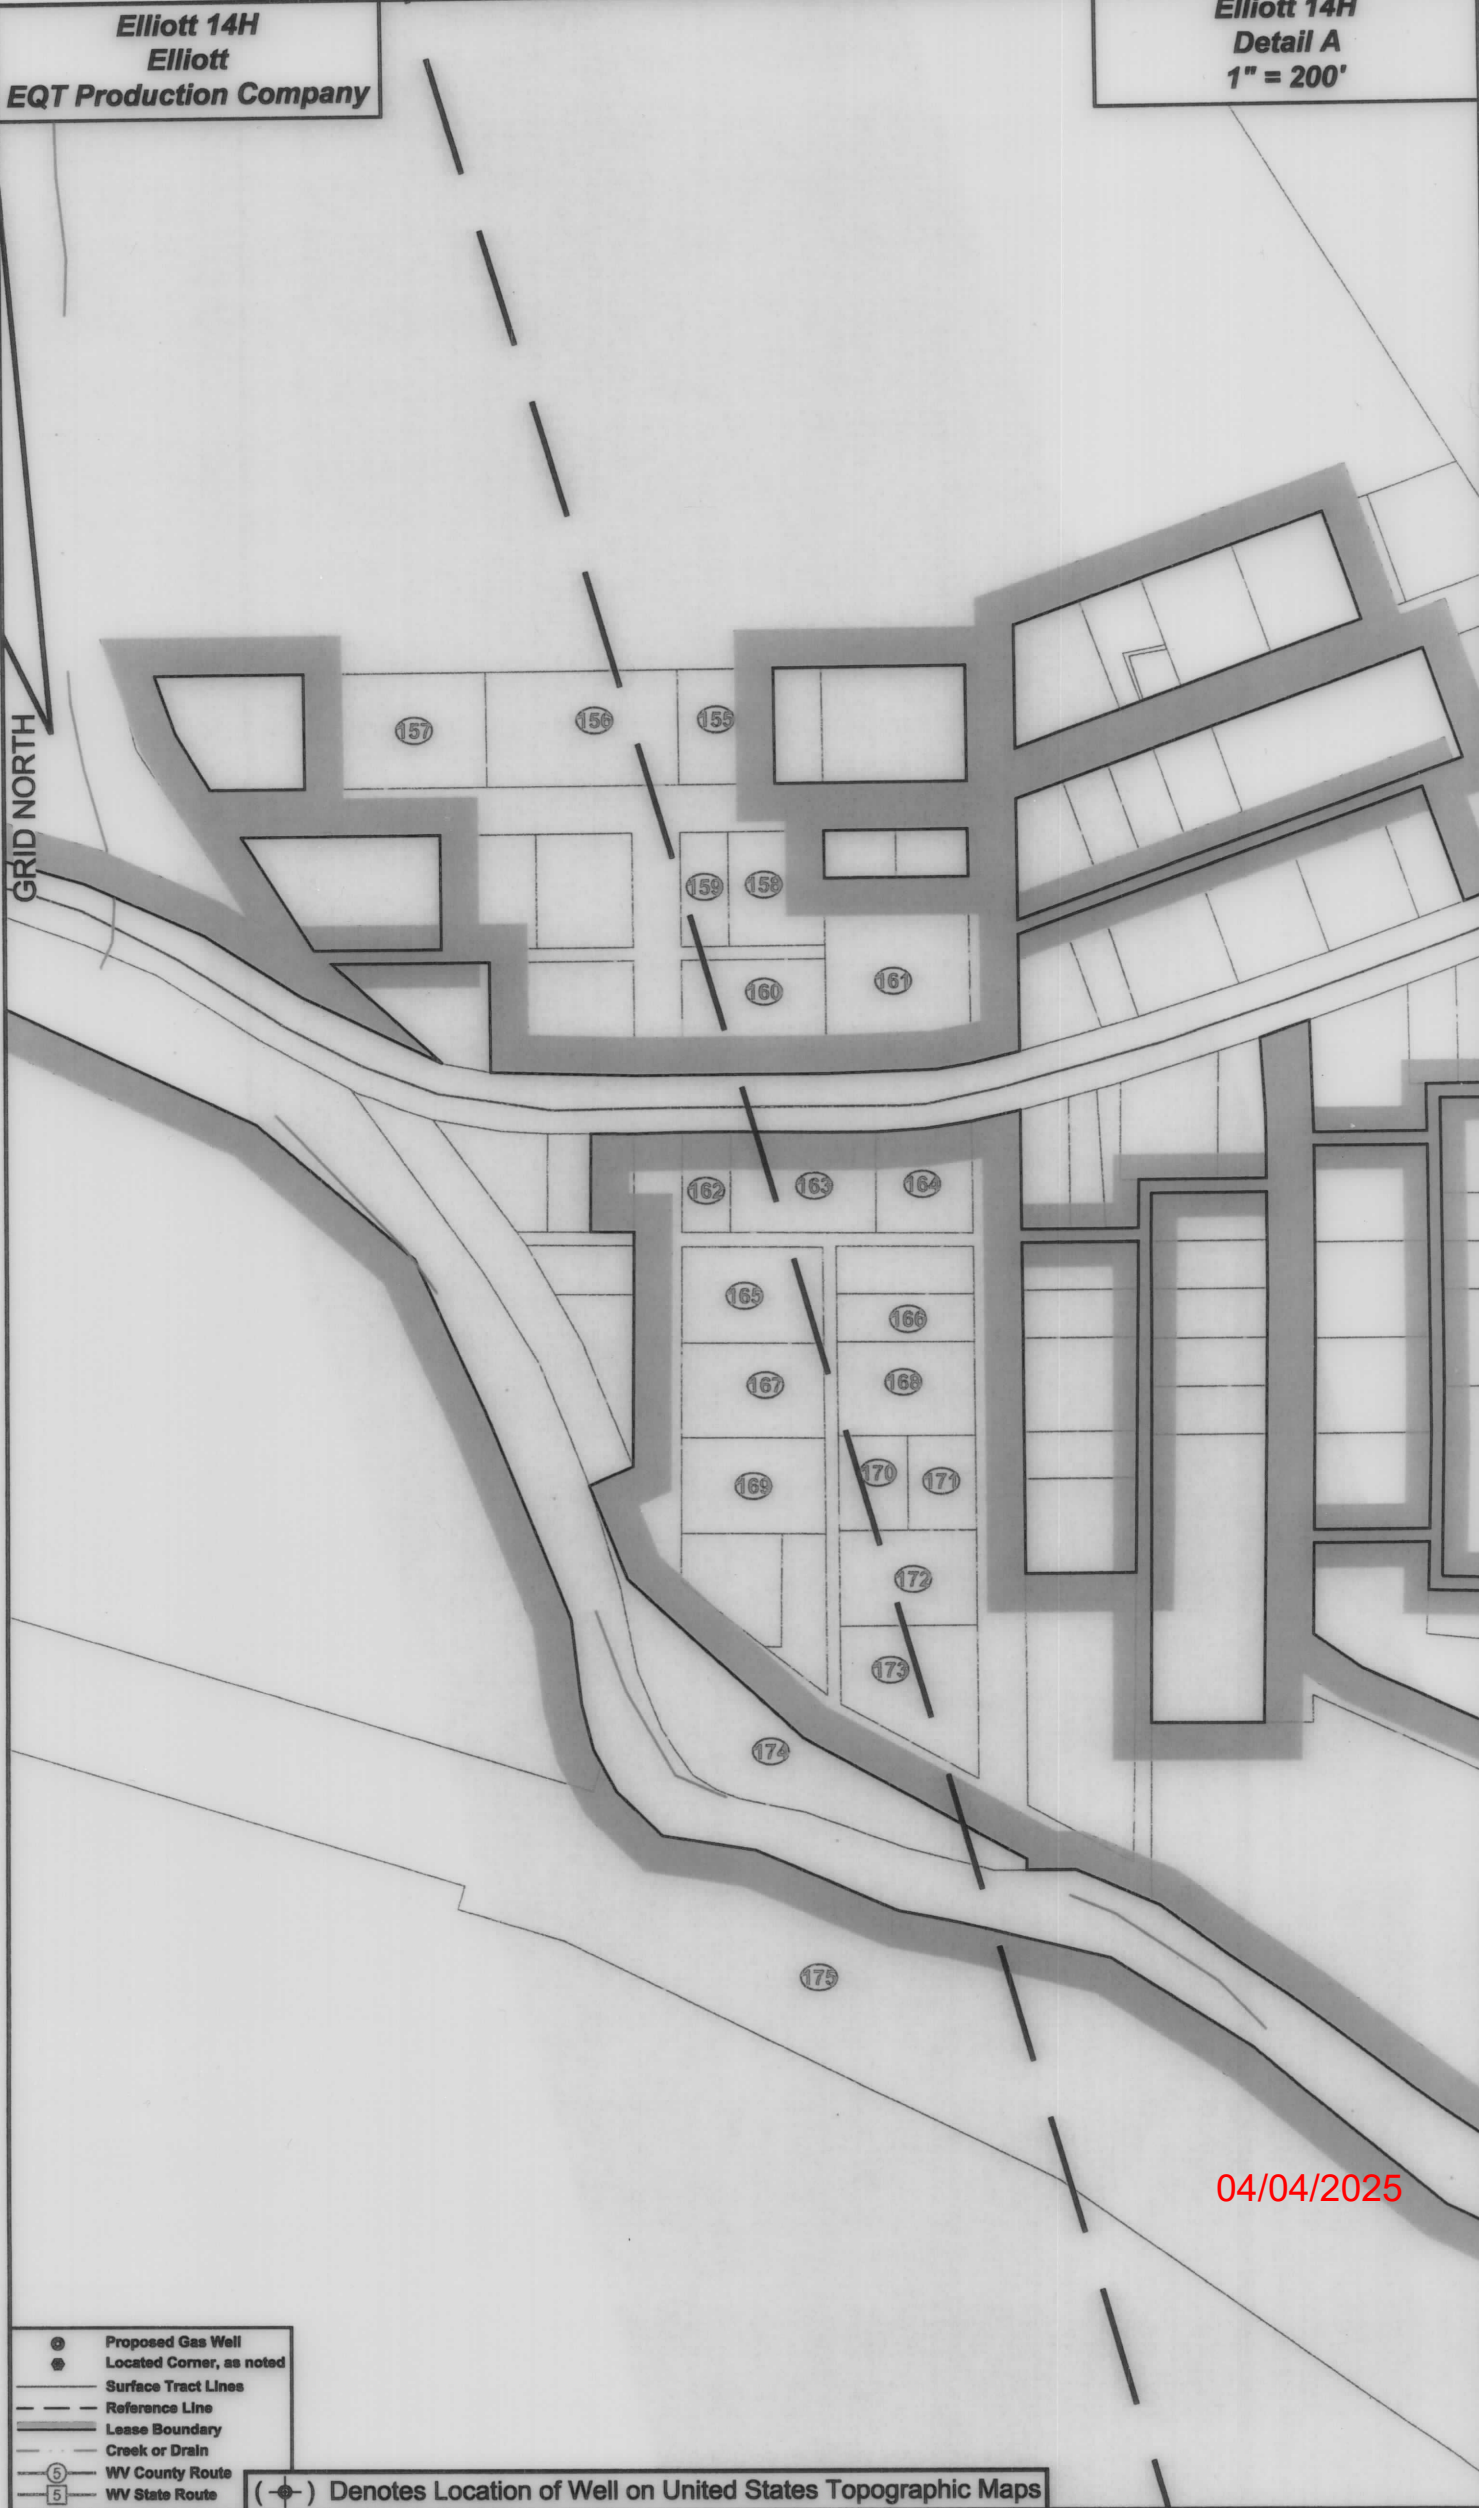 Elliott 14H
Elliott
EQT Production Company
Elliott 14H
Detail A
1" = 200'
GRID NORTH
157
156
155
159
158
160
161
162
163
164
165
166
167
168
169
170
171
172
173
174
175
04/04/2025
Proposed Gas Well
Located Corner, as noted
Surface Tract Lines
Reference Line
Lease Boundary
Creek or Drain
5 WV County Route
5 WV State Route
( ) Denotes Location of Well on United States Topographic Maps